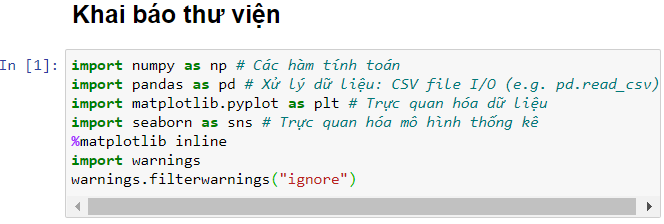 Khai báo thư viện
In [1]: import numpy as np # Các hàm tính toán
import pandas as pd # Xử lý dữ liệu: CSV file I/O (e.g. pd.read_csv)
import matplotlib.pyplot as plt # Trực quan hóa dữ liệu
import seaborn as sns # Trực quan hóa mô hình thống kê
%matplotlib inline
import warnings
warnings.filterwarnings("ignore")